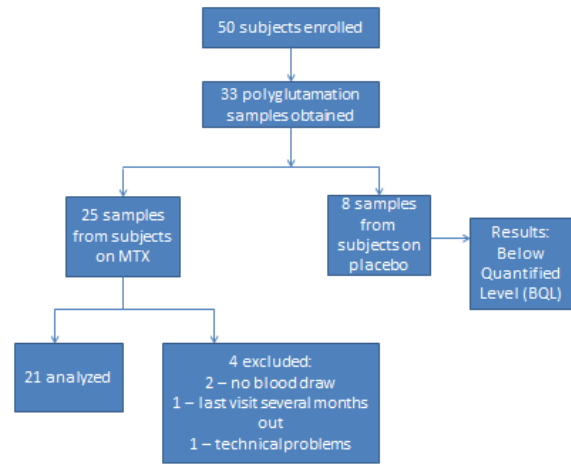 50 subjects enrolled
33 polyglutamation
samples obtained
25 samples
from subjects
on MTX
8 samples
from
subjects on
placebo
Results:
Below
Quantified
Level (BQL)
21 analyzed
4 excluded:
2 – no blood draw
1 – last visit several months
out
1 – technical problems